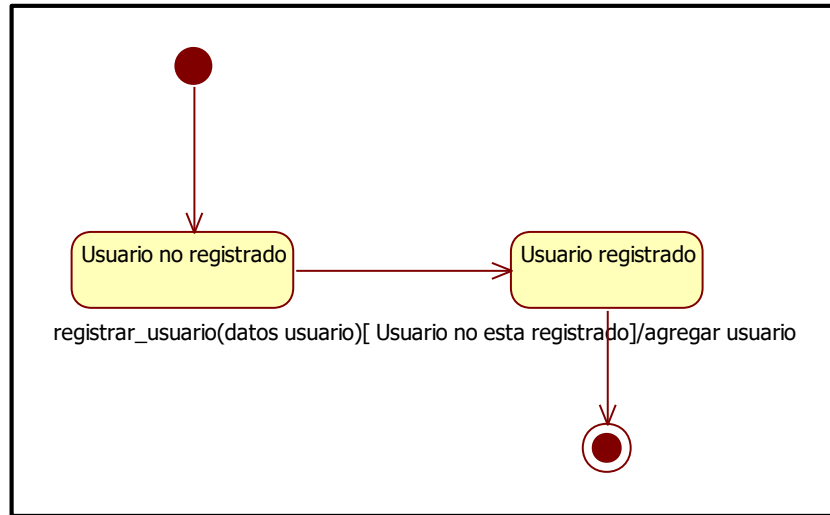 Usuario no registrado
Usuario registrado
registrar_usuario(datos usuario)[ Usuario no esta registrado]/agregar usuario